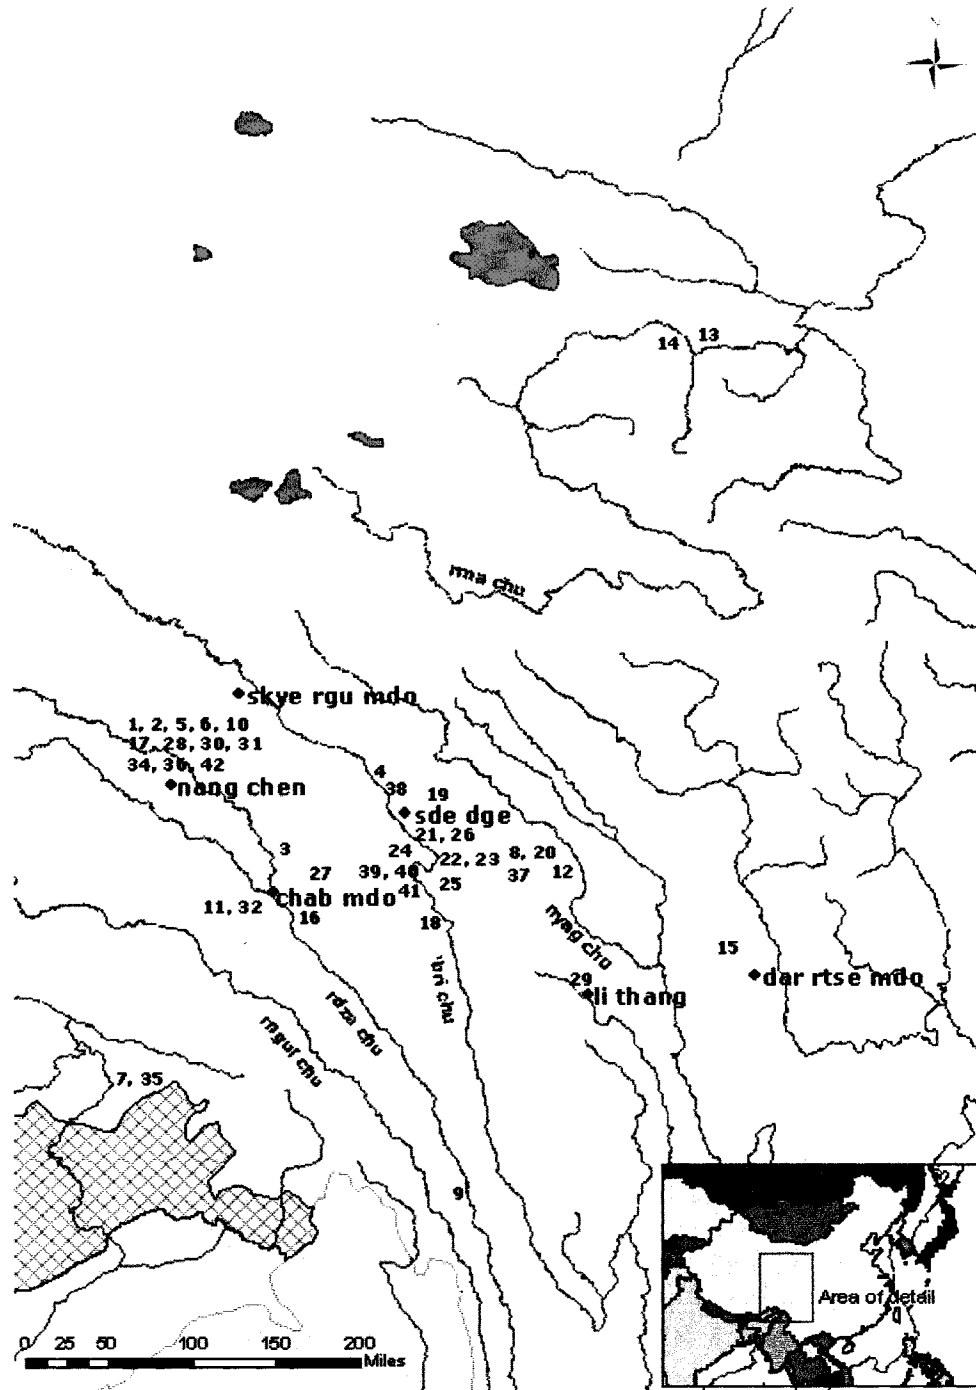 14 13
rma chu
skye rgu mdo
1, 2, 5, 6, 10
17, 28, 30, 31
34, 36, 42
nang chen
4
38
19
sde dge
21, 26
3
24
22, 23
8, 20
27
39, 40
37
12
25
41
chab mdo
11, 32
16
18
nyag chu
15
dar rtse mdo
29
li thang
'bri chu
rdza chu
rngul chu
7, 35
9
Area of detail
0 25 50 100 150 200
Miles